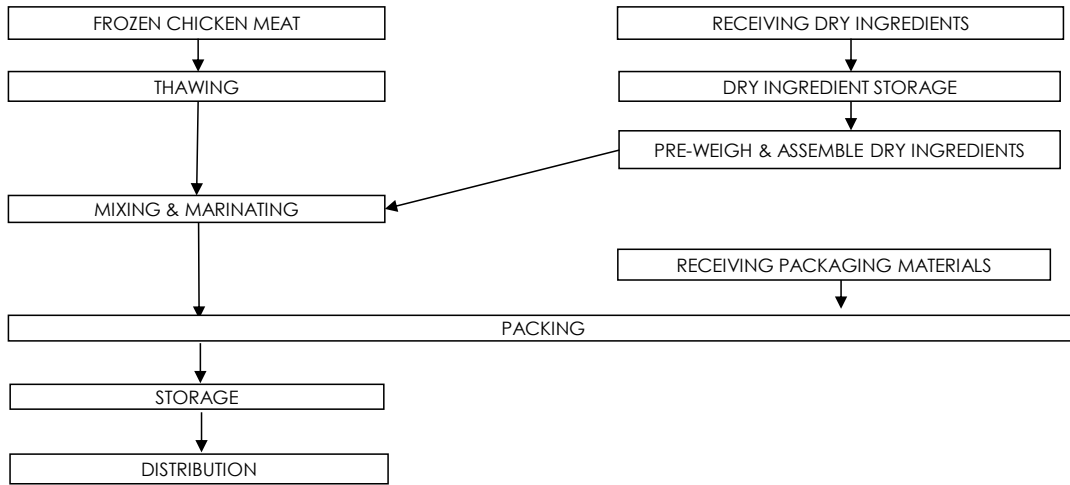 FROZEN CHICKEN MEAT
RECEIVING DRY INGREDIENTS
THAWING
DRY INGREDIENT STORAGE
PRE-WEIGH & ASSEMBLE DRY INGREDIENTS
MIXING & MARINATING
RECEIVING PACKAGING MATERIALS
PACKING
STORAGE
DISTRIBUTION